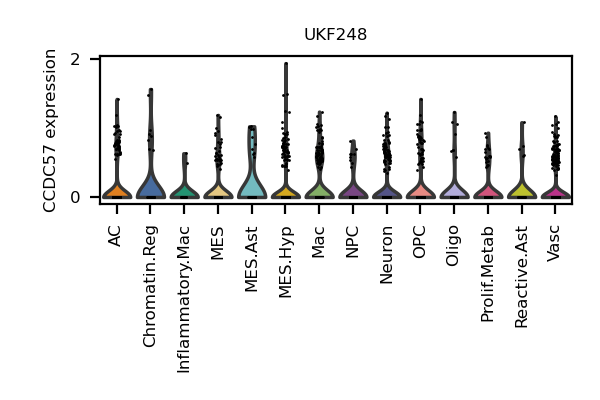 UKF248
CCDC57 expression
2
0
AC
Chromatin.Reg
Inflammatory.Mac
MES
MES.Ast
MES.Hyp
Mac
NPC
Neuron
OPC
Oligo
Prolif.Metab
Reactive.Ast
Vasc